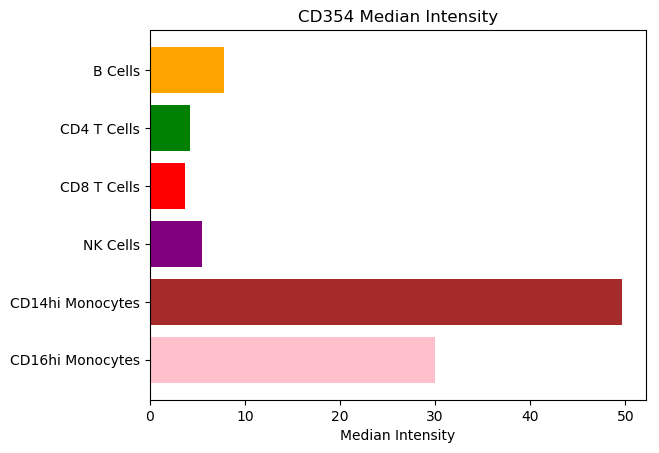 CD354 Median Intensity
B Cells
CD4 T Cells
CD8 T Cells
NK Cells
CD14hi Monocytes
CD16hi Monocytes
0 10 20 30 40 50
Median Intensity